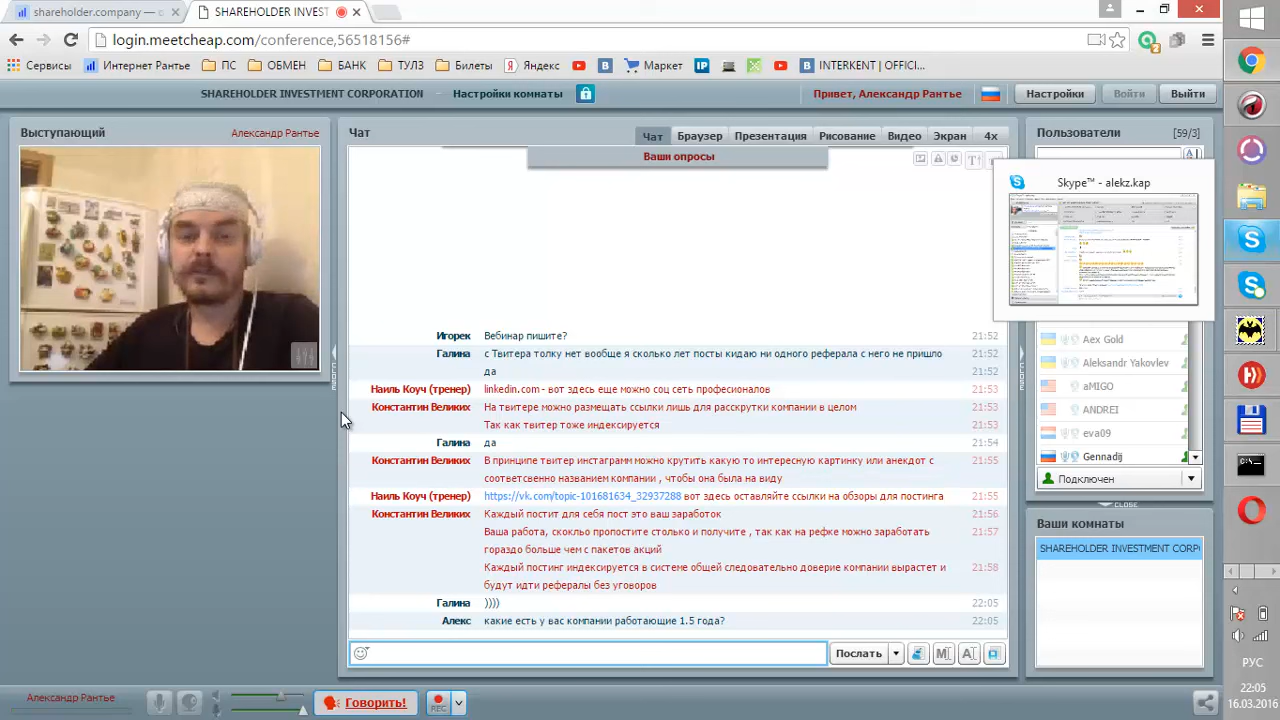 shareholder.company — с
SHAREHOLDER INVEST
login.meetcheap.com/conference,56518156#
Сервисы
Интернет Рантье
ПС
ОБМЕН
БАНК
ТУЛЗ
Билеты
Яндекс
Маркет
INTERKENT | OFFICI...
SHAREHOLDER INVESTMENT CORPORATION
Настройки комнаты
Привет, Александр Рантье
Настройки
Войти
Выйти
Выступающий
Александр Рантье
Чат
Чат Браузер Презентация Рисование Видео Экран 4x
Ваши опросы
Пользователи [59/3]
Skype™ - alekz.kap
Игорек Вебинар пишите? 21:52
Галина с Твитера толку нет вообще я сколько лет посты кидаю ни одного реферала с него не пришло 21:52
да 21:52
Наиль Коуч (тренер) linkedin.com - вот здесь еще можно соц сеть професионалов 21:53
Константин Великих На твитере можно размещать ссылки лишь для расскрутки компании в целом 21:53
Так как твитер тоже индексируется 21:53
Галина да 21:54
Константин Великих В принципе твитер инстаграмм можно крутить какую то интересную картинку или анекдот с 21:55
соответсвенно названием компании , чтобы она была на виду
Наиль Коуч (тренер) https://vk.com/topic-101681634_32937288 вот здесь оставляйте ссылки на обзоры для постинга 21:55
Константин Великих Каждый постит для себя пост это ваш заработок 21:56
Ваша работа, скоклько пропостите столько и получите , так как на рефке можно заработать 21:57
гораздо больше чем с пакетов акций
Каждый постинг индексируется в системе общей следовательно доверие компании вырастет и 21:58
будут идти рефералы без уговоров
Галина )))) 22:05
Алекс какие есть у вас компании работающие 1.5 года? 22:05
Послать
Aex Gold
Aleksandr Yakovlev
aMIGO
ANDREI
eva09
Gennadij
Подключен
CLOSE
Ваши комнаты
SHAREHOLDER INVESTMENT CORP
Александр Рантье
Говорить!
REC
РУС
22:05
16.03.2016